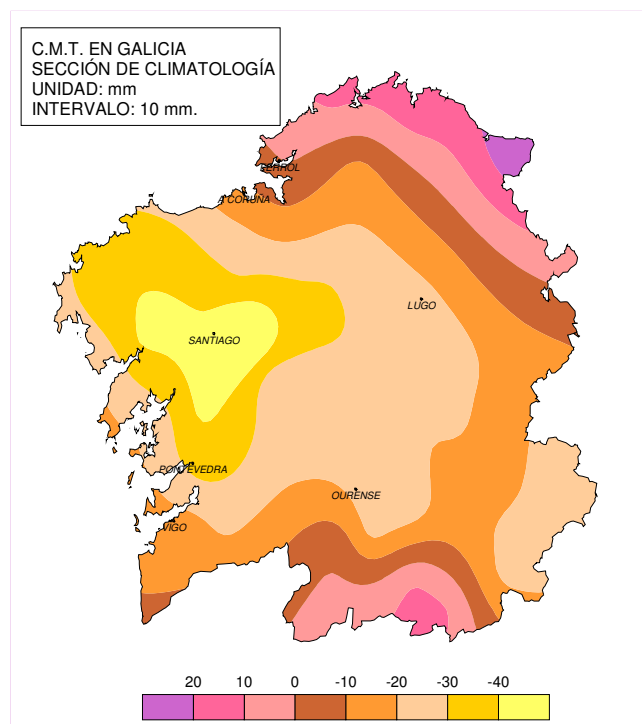 C.M.T. EN GALICIA
SECCIÓN DE CLIMATOLOGÍA
UNIDAD: mm
INTERVALO: 10 mm.
FERROL
A CORUÑA
LUGO
SANTIAGO
PONTEVEDRA
OURENSE
VIGO
20 10 0 -10 -20 -30 -40